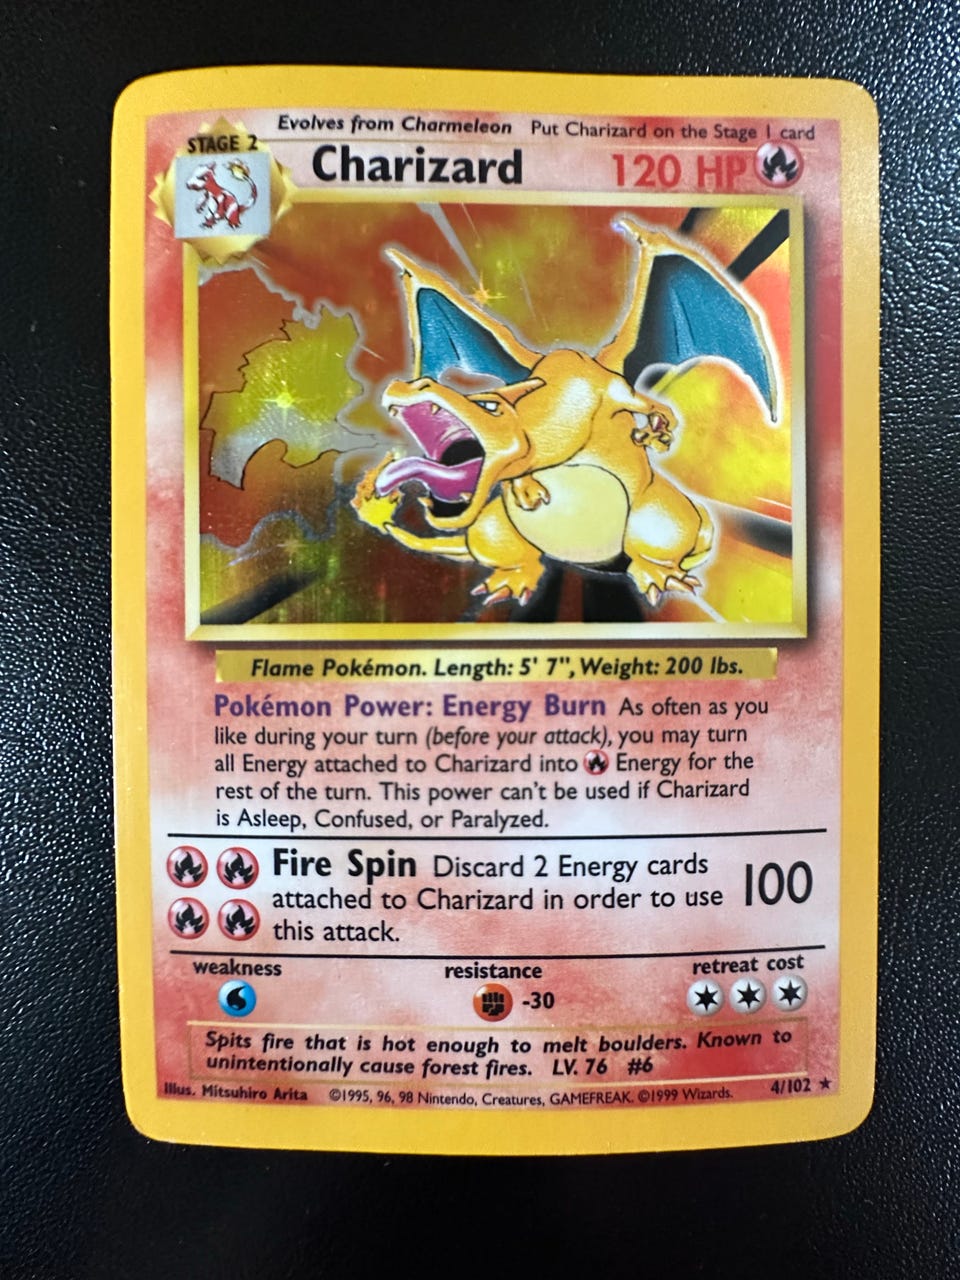 Evolves from Charmeleon Put Charizard on the Stage 1 card
STAGE 2
Charizard 120 HP
Flame Pokémon. Length: 5' 7", Weight: 200 lbs.
Pokémon Power: Energy Burn As often as you
like during your turn (before your attack), you may turn
all Energy attached to Charizard into Energy for the
rest of the turn. This power can't be used if Charizard
is Asleep, Confused, or Paralyzed.
Fire Spin Discard 2 Energy cards 100
attached to Charizard in order to use
this attack.
weakness resistance retreat cost
-30
Spits fire that is hot enough to melt boulders. Known to
unintentionally cause forest fires. LV. 76 #6
Illus. Mitsuhiro Arita ©1995, 96, 98 Nintendo, Creatures, GAMEFREAK. ©1999 Wizards. 4/102 ★